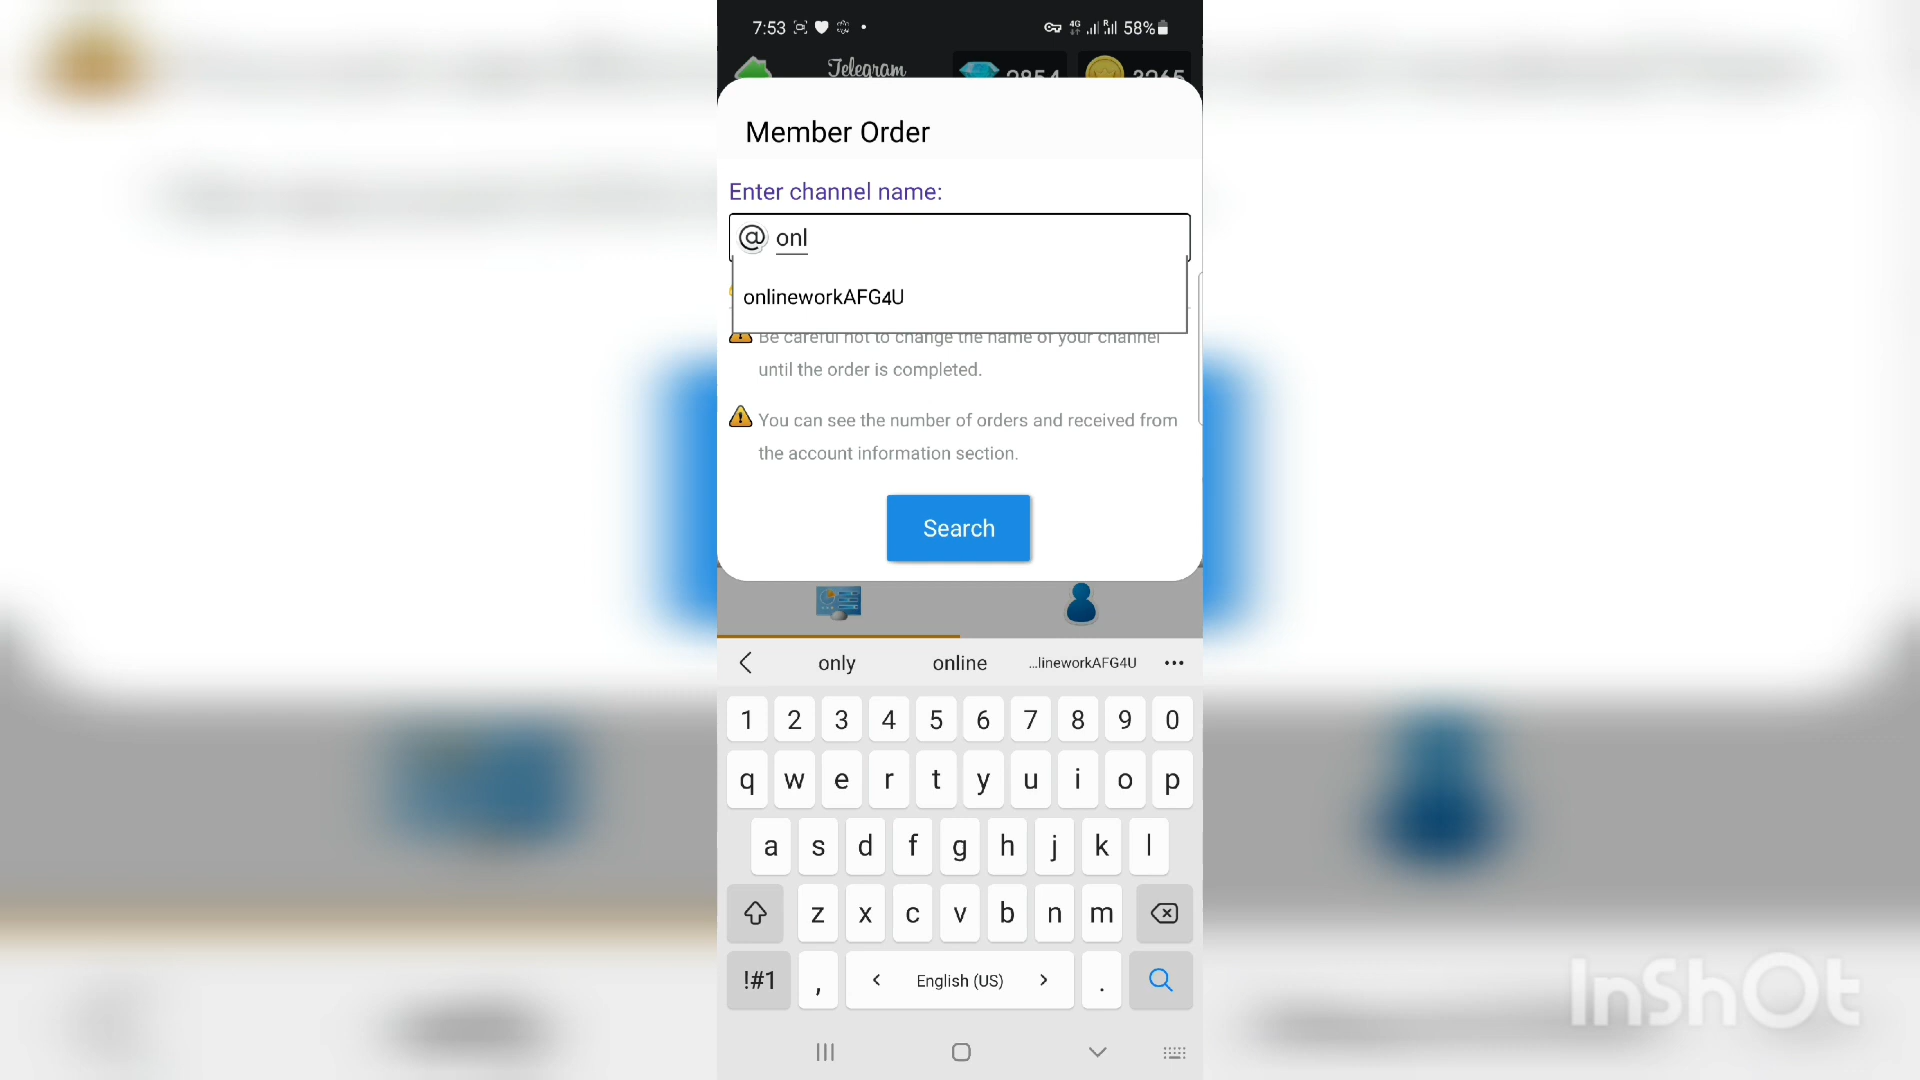 7:53
4G R 58%
Telegram 2854 3265
Member Order
Enter channel name:
@ onl
onlineworkAFG4U
Be careful not to change the name of your channel
until the order is completed.
You can see the number of orders and received from
the account information section.
Search
only online ...lineworkAFG4U
1 2 3 4 5 6 7 8 9 0
q w e r t y u i o p
a s d f g h j k l
z x c v b n m
!#1 , < English (US) > .
InShOt